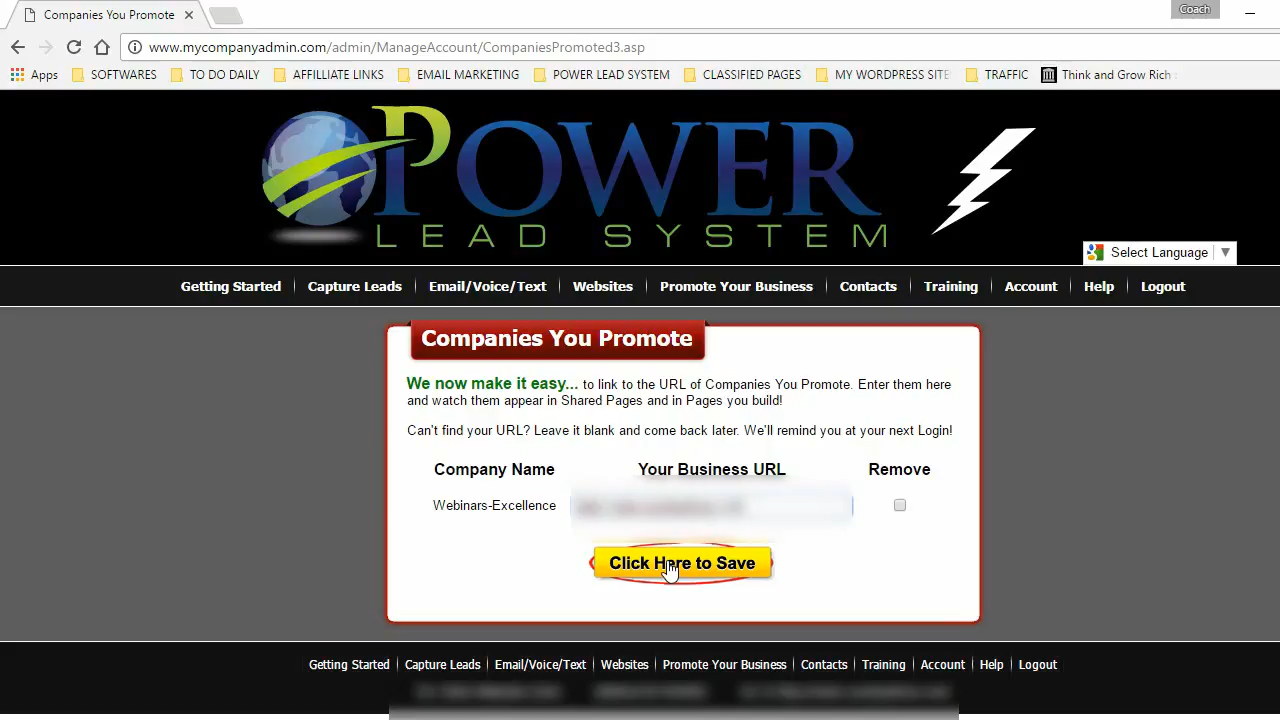 Companies You Promote
Coach
www.mycompanyadmin.com/admin/ManageAccount/CompaniesPromoted3.asp
Apps SOFTWARES TO DO DAILY AFFILLIATE LINKS EMAIL MARKETING POWER LEAD SYSTEM CLASSIFIED PAGES MY WORDPRESS SITE TRAFFIC Think and Grow Rich
POWER
LEAD SYSTEM
Select Language
Getting Started Capture Leads Email/Voice/Text Websites Promote Your Business Contacts Training Account Help Logout
Companies You Promote
We now make it easy... to link to the URL of Companies You Promote. Enter them here
and watch them appear in Shared Pages and in Pages you build!
Can't find your URL? Leave it blank and come back later. We'll remind you at your next Login!
Company Name Your Business URL Remove
Webinars-Excellence
Click Here to Save
Getting Started Capture Leads Email/Voice/Text Websites Promote Your Business Contacts Training Account Help Logout